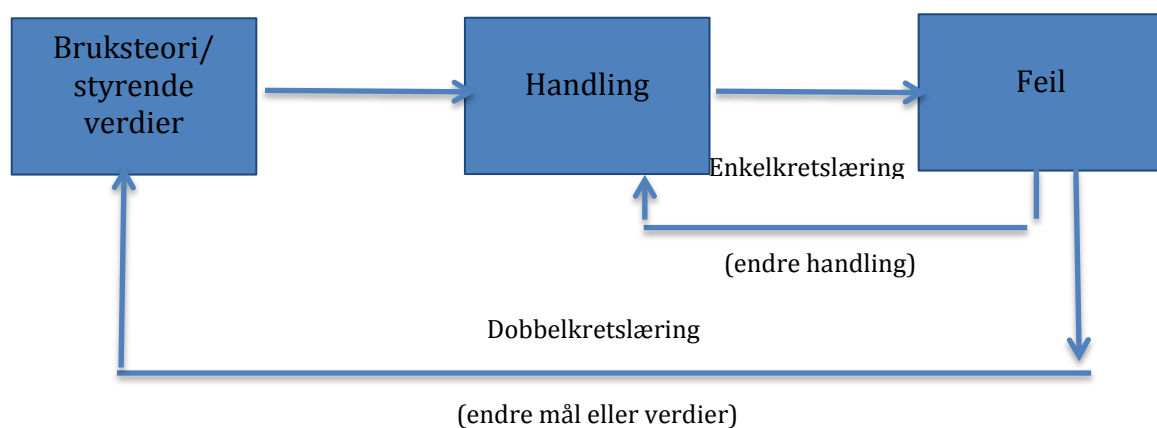 Bruksteori/
styrende
verdier
Handling
Feil
Enkelkretslæring
(endre handling)
Dobbelkretslæring
(endre mål eller verdier)